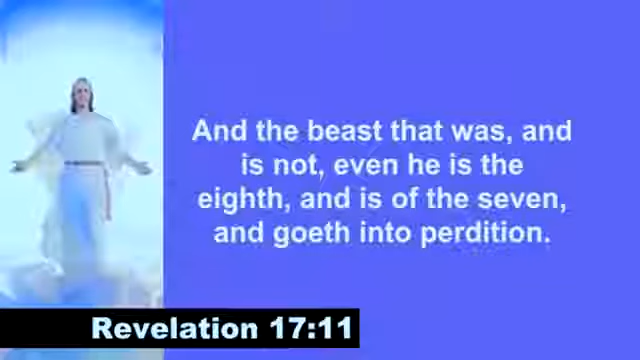 And the beast that was, and
is not, even he is the
eighth, and is of the seven,
and goeth into perdition.
Revelation 17:11